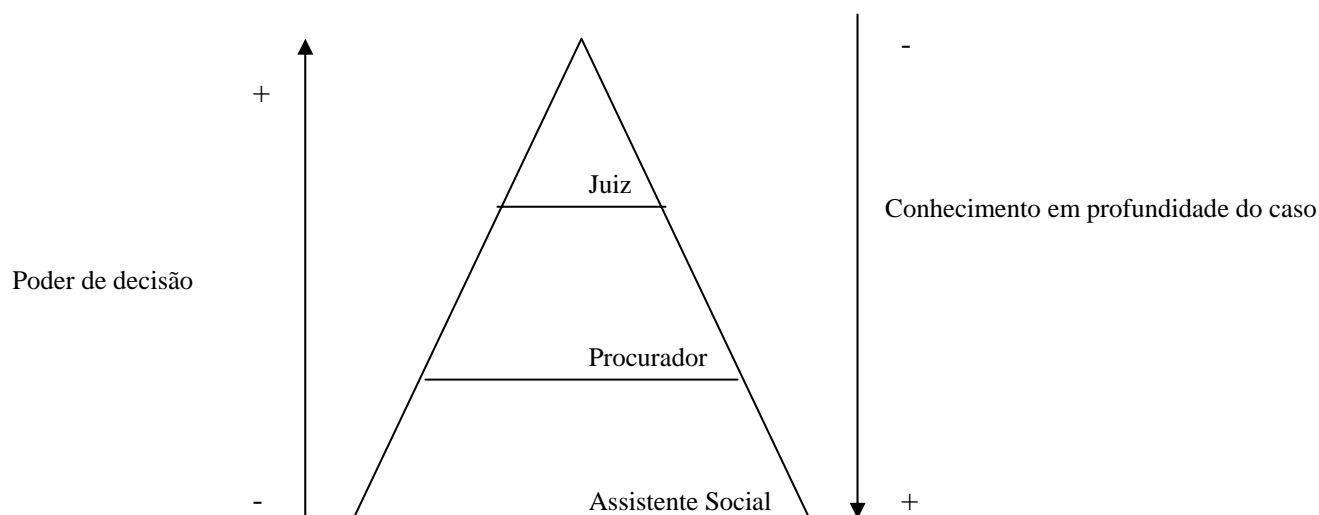 -
+
Juiz
Conhecimento em profundidade do caso
Poder de decisão
Procurador
-
Assistente Social
+